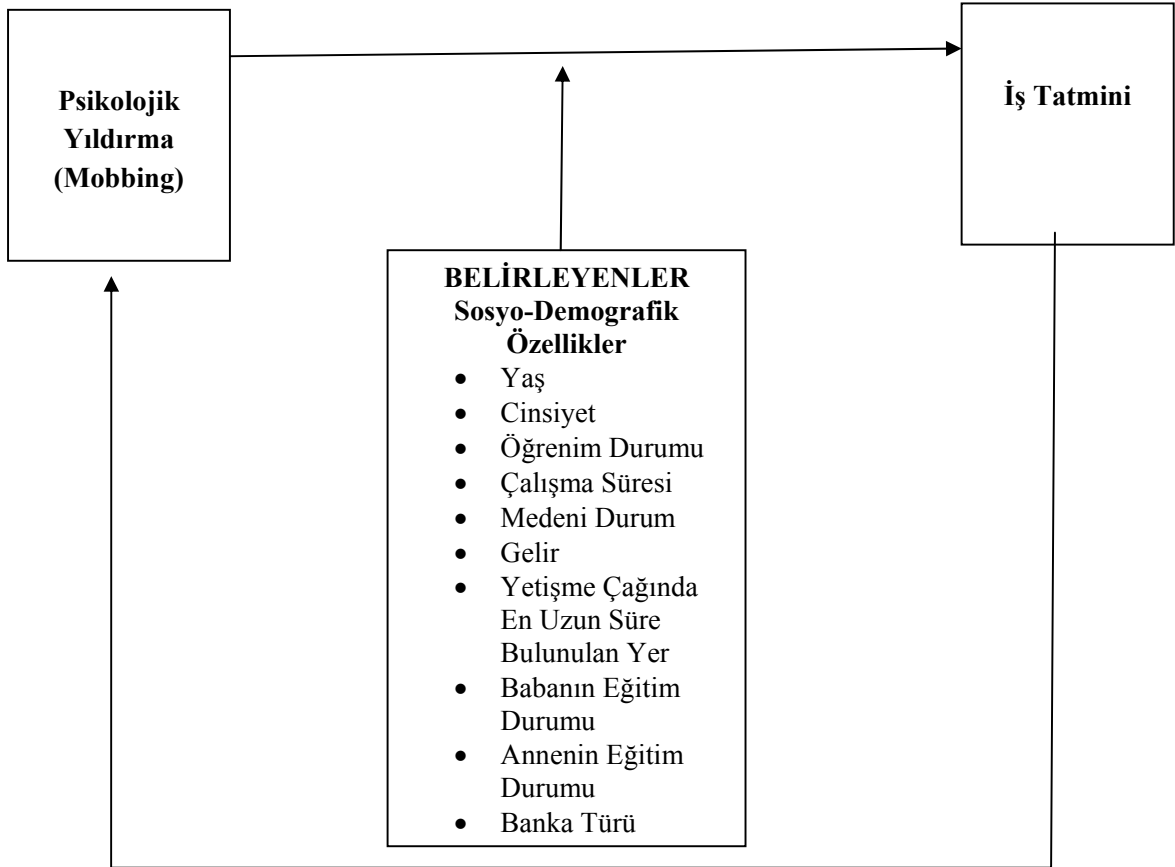 Psikolojik
Yıldırma
(Mobbing)
İş Tatmini
BELİRLEYENLER
Sosyo-Demografik
Özellikler
• Yaş
• Cinsiyet
• Öğrenim Durumu
• Çalışma Süresi
• Medeni Durum
• Gelir
• Yetişme Çağında
En Uzun Süre
Bulunulan Yer
• Babanın Eğitim
Durumu
• Annenin Eğitim
Durumu
• Banka Türü